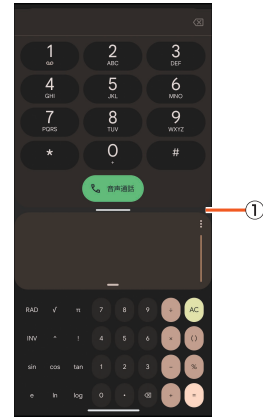 1 2 3
ABC DEF
4 5 6
GHI JKL MNO
7 8 9
PQRS TUV WXYZ
* 0 #
+
音声通話
①
RAD √ π 7 8 9 ÷ AC
INV ^ ! 4 5 6 × ()
sin cos tan 1 2 3 − %
e ln log 0 · + =